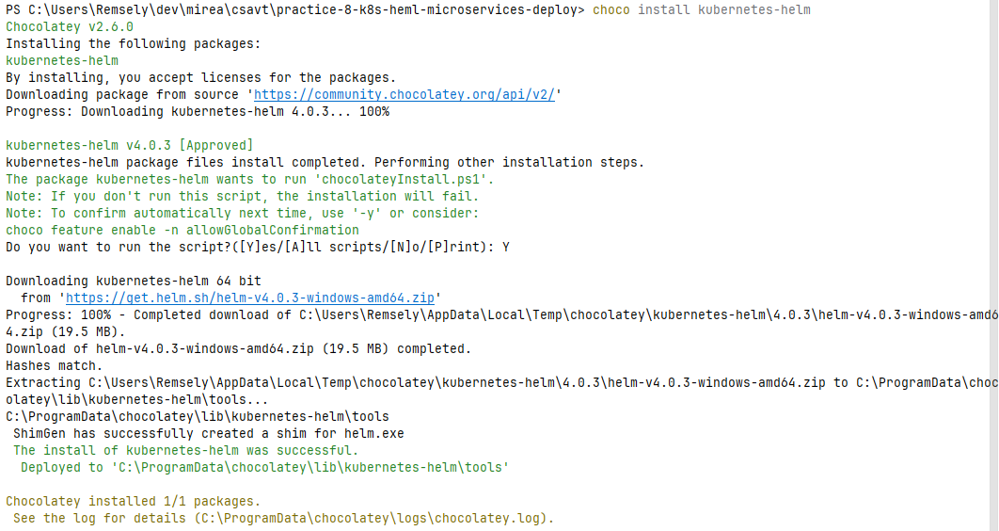 PS C:\Users\Remsely\dev\mirea\csavt\practice-8-k8s-heml-microservices-deploy> choco install kubernetes-helm
Chocolatey v2.6.0
Installing the following packages:
kubernetes-helm
By installing, you accept licenses for the packages.
Downloading package from source 'https://community.chocolatey.org/api/v2/'
Progress: Downloading kubernetes-helm 4.0.3... 100%
kubernetes-helm v4.0.3 [Approved]
kubernetes-helm package files install completed. Performing other installation steps.
The package kubernetes-helm wants to run 'chocolateyInstall.ps1'.
Note: If you don't run this script, the installation will fail.
Note: To confirm automatically next time, use '-y' or consider:
choco feature enable -n allowGlobalConfirmation
Do you want to run the script?([Y]es/[A]ll scripts/[N]o/[P]rint): Y
Downloading kubernetes-helm 64 bit
  from 'https://get.helm.sh/helm-v4.0.3-windows-amd64.zip'
Progress: 100% - Completed download of C:\Users\Remsely\AppData\Local\Temp\chocolatey\kubernetes-helm\4.0.3\helm-v4.0.3-windows-amd6
4.zip (19.5 MB).
Download of helm-v4.0.3-windows-amd64.zip (19.5 MB) completed.
Hashes match.
Extracting C:\Users\Remsely\AppData\Local\Temp\chocolatey\kubernetes-helm\4.0.3\helm-v4.0.3-windows-amd64.zip to C:\ProgramData\choc
olatey\lib\kubernetes-helm\tools...
C:\ProgramData\chocolatey\lib\kubernetes-helm\tools
 ShimGen has successfully created a shim for helm.exe
 The install of kubernetes-helm was successful.
  Deployed to 'C:\ProgramData\chocolatey\lib\kubernetes-helm\tools'
Chocolatey installed 1/1 packages.
 See the log for details (C:\ProgramData\chocolatey\logs\chocolatey.log).